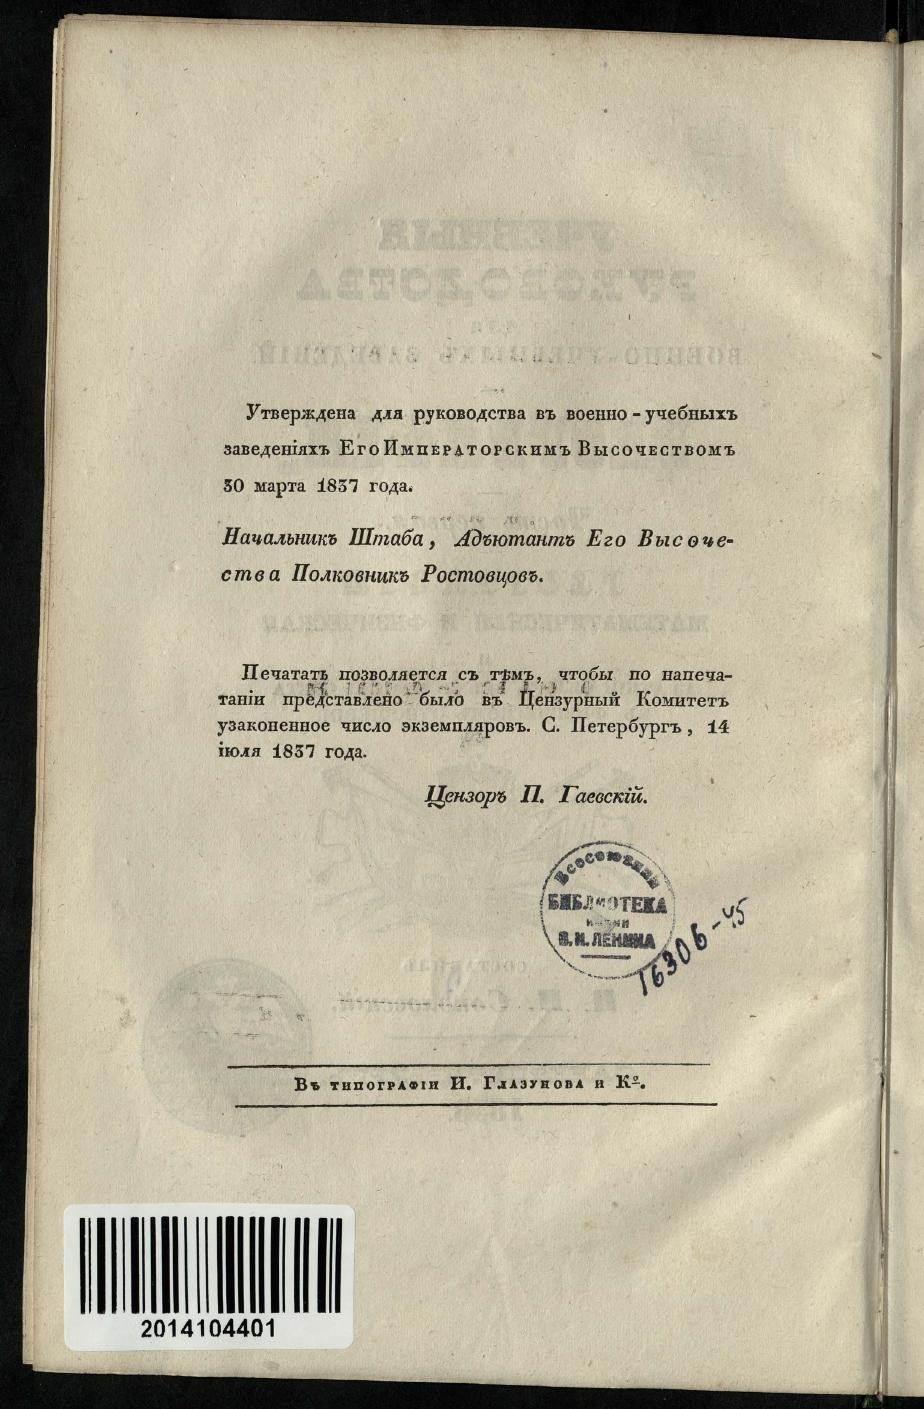 Утверждена для руководства въ военно-учебныхъ
заведеніяхъ Его Императорскимъ Высочествомъ
30 марта 1837 года.
Начальникъ Штаба, Адъютантъ Его Высоче-
ства Полковникъ Ростовцовъ.
Печатать позволяется съ тѣмъ, чтобы по напеча-
таніи представлено было въ Цензурный Комитетъ
узаконенное число экземпляровъ. С. Петербургъ, 14
іюля 1837 года.
Цензоръ П. Гаевскій.
Всесоюзная
БИБЛИОТЕКА
имени
В. И. ЛЕНИНА
16306-45
Въ типографіи И. Глазунова и Кº.
2014104401